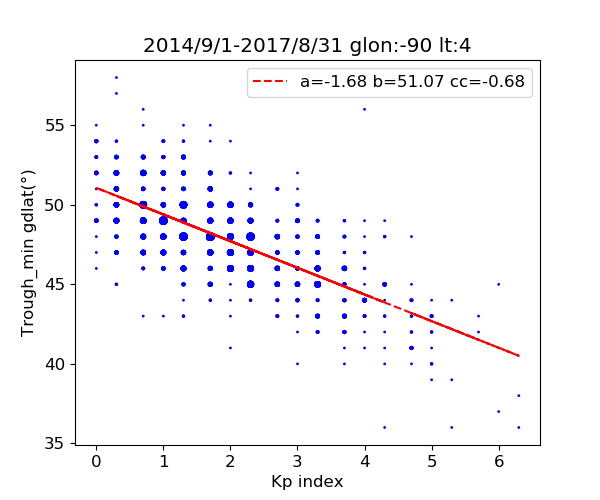 2014/9/1-2017/8/31 glon:-90 lt:4
a=-1.68 b=51.07 cc=-0.68
Trough_min gdlat(°)
55
50
45
40
35
0 1 2 3 4 5 6
Kp index